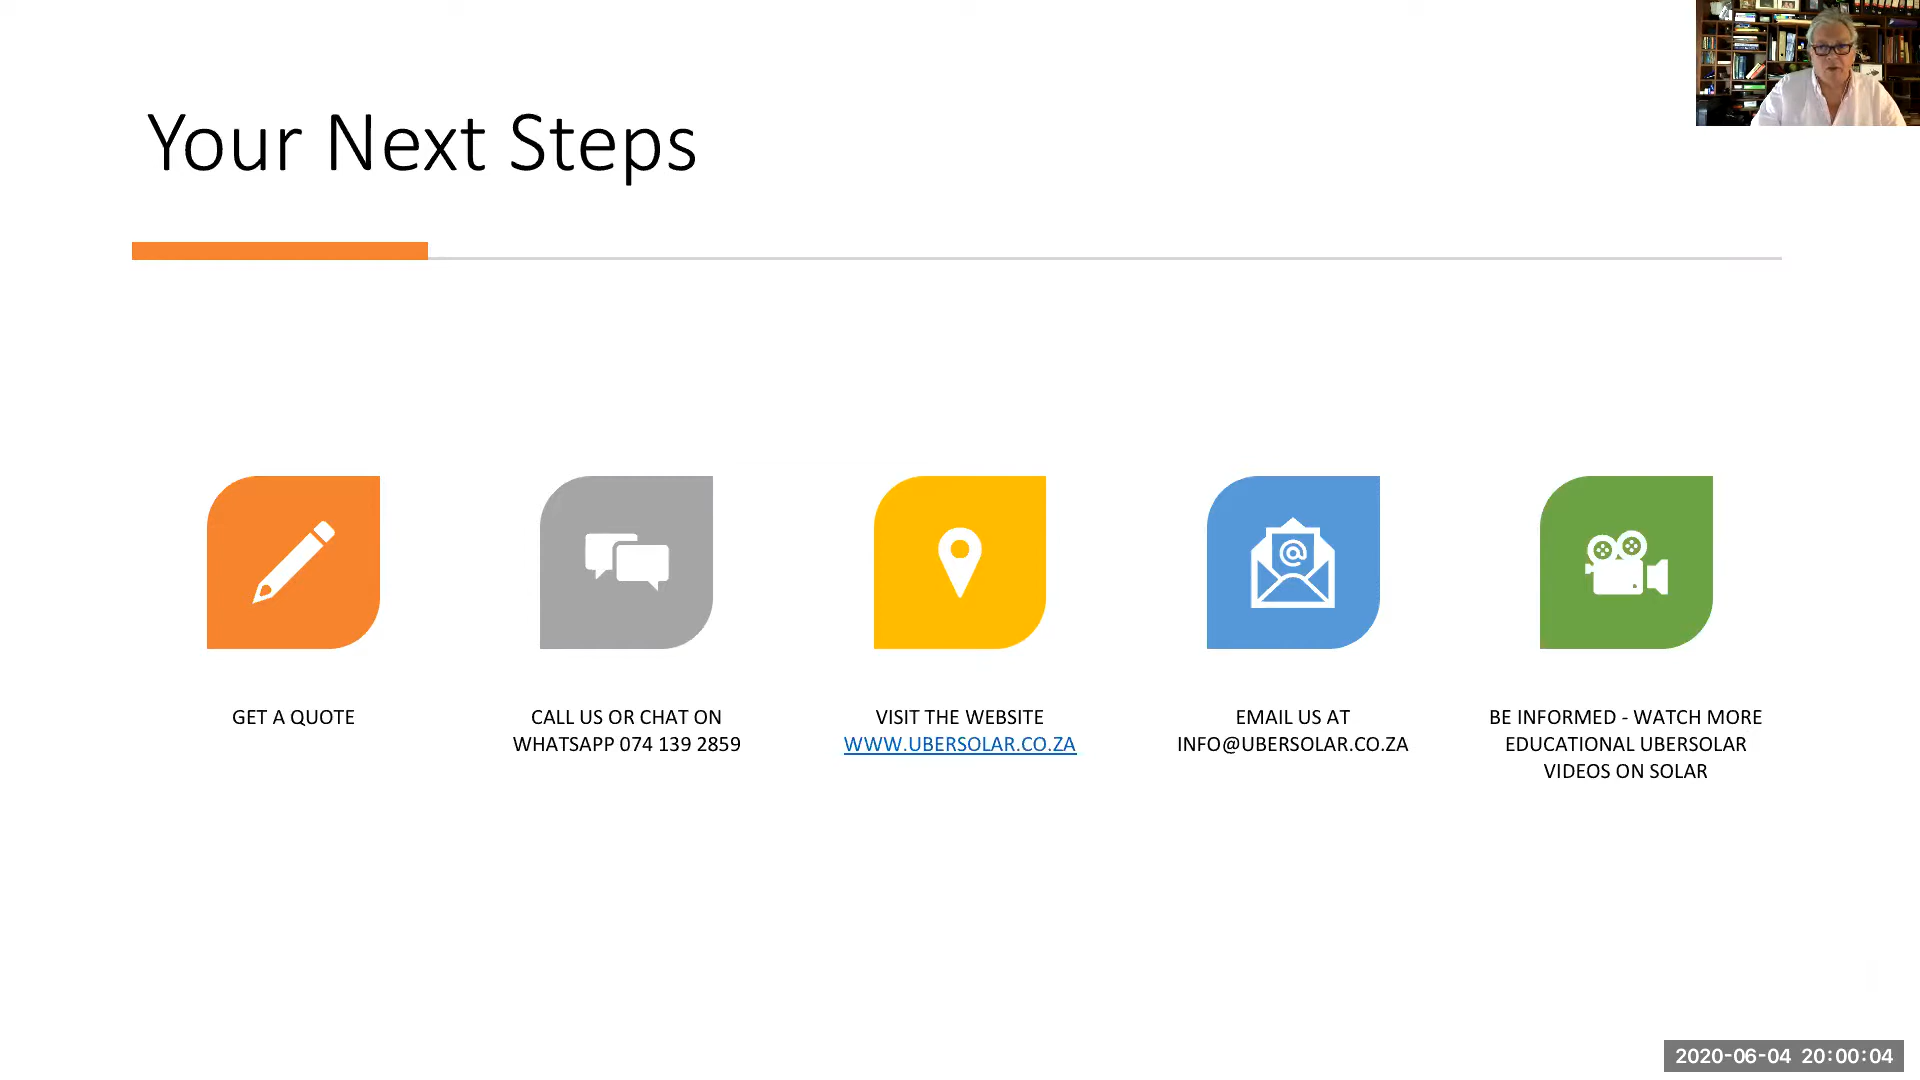 Your Next Steps
GET A QUOTE
CALL US OR CHAT ON
WHATSAPP 074 139 2859
VISIT THE WEBSITE
WWW.UBERSOLAR.CO.ZA
EMAIL US AT
INFO@UBERSOLAR.CO.ZA
BE INFORMED - WATCH MORE
EDUCATIONAL UBERSOLAR
VIDEOS ON SOLAR
2020-06-04 20:00:04